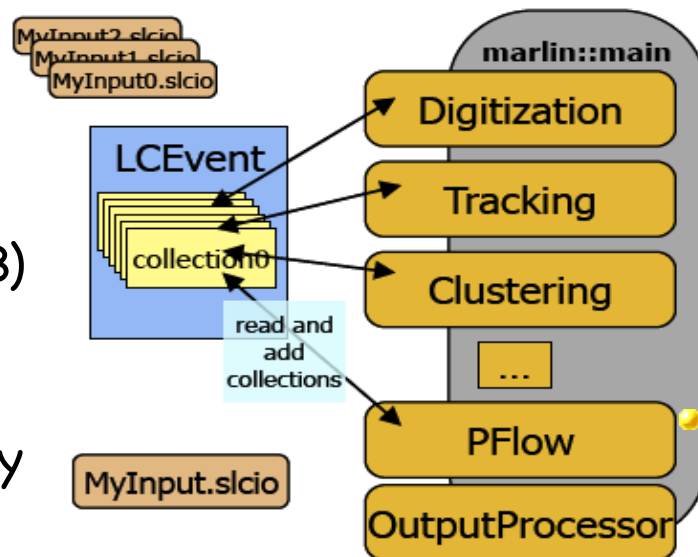 MyInput2.slcio
MyInput1.slcio
MyInput0.slcio
marlin::main
Digitization
LCEvent
Tracking
collection0
3)
Clustering
read and
add
collections
...
PFlow
y
MyInput.slcio
OutputProcessor